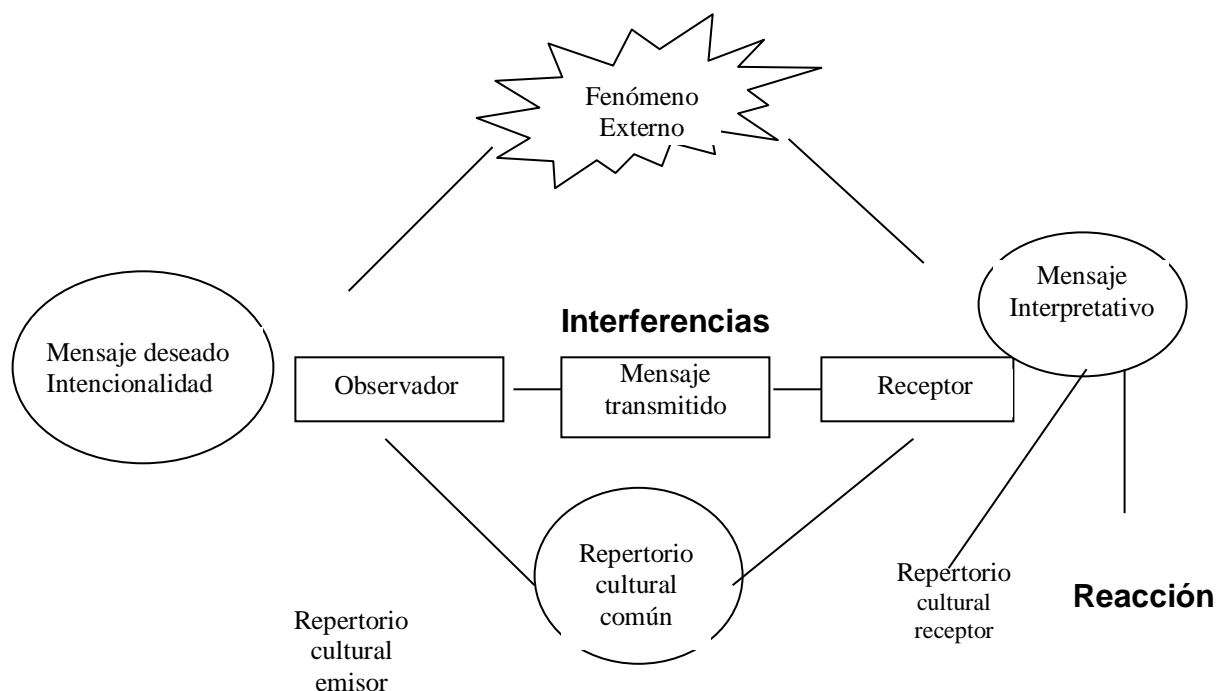 Fenómeno
Externo
Mensaje
Interpretativo
Interferencias
Mensaje deseado
Intencionalidad
Observador
Mensaje
transmitido
Receptor
Repertorio
cultural
común
Repertorio
cultural
receptor
Reacción
Repertorio
cultural
emisor